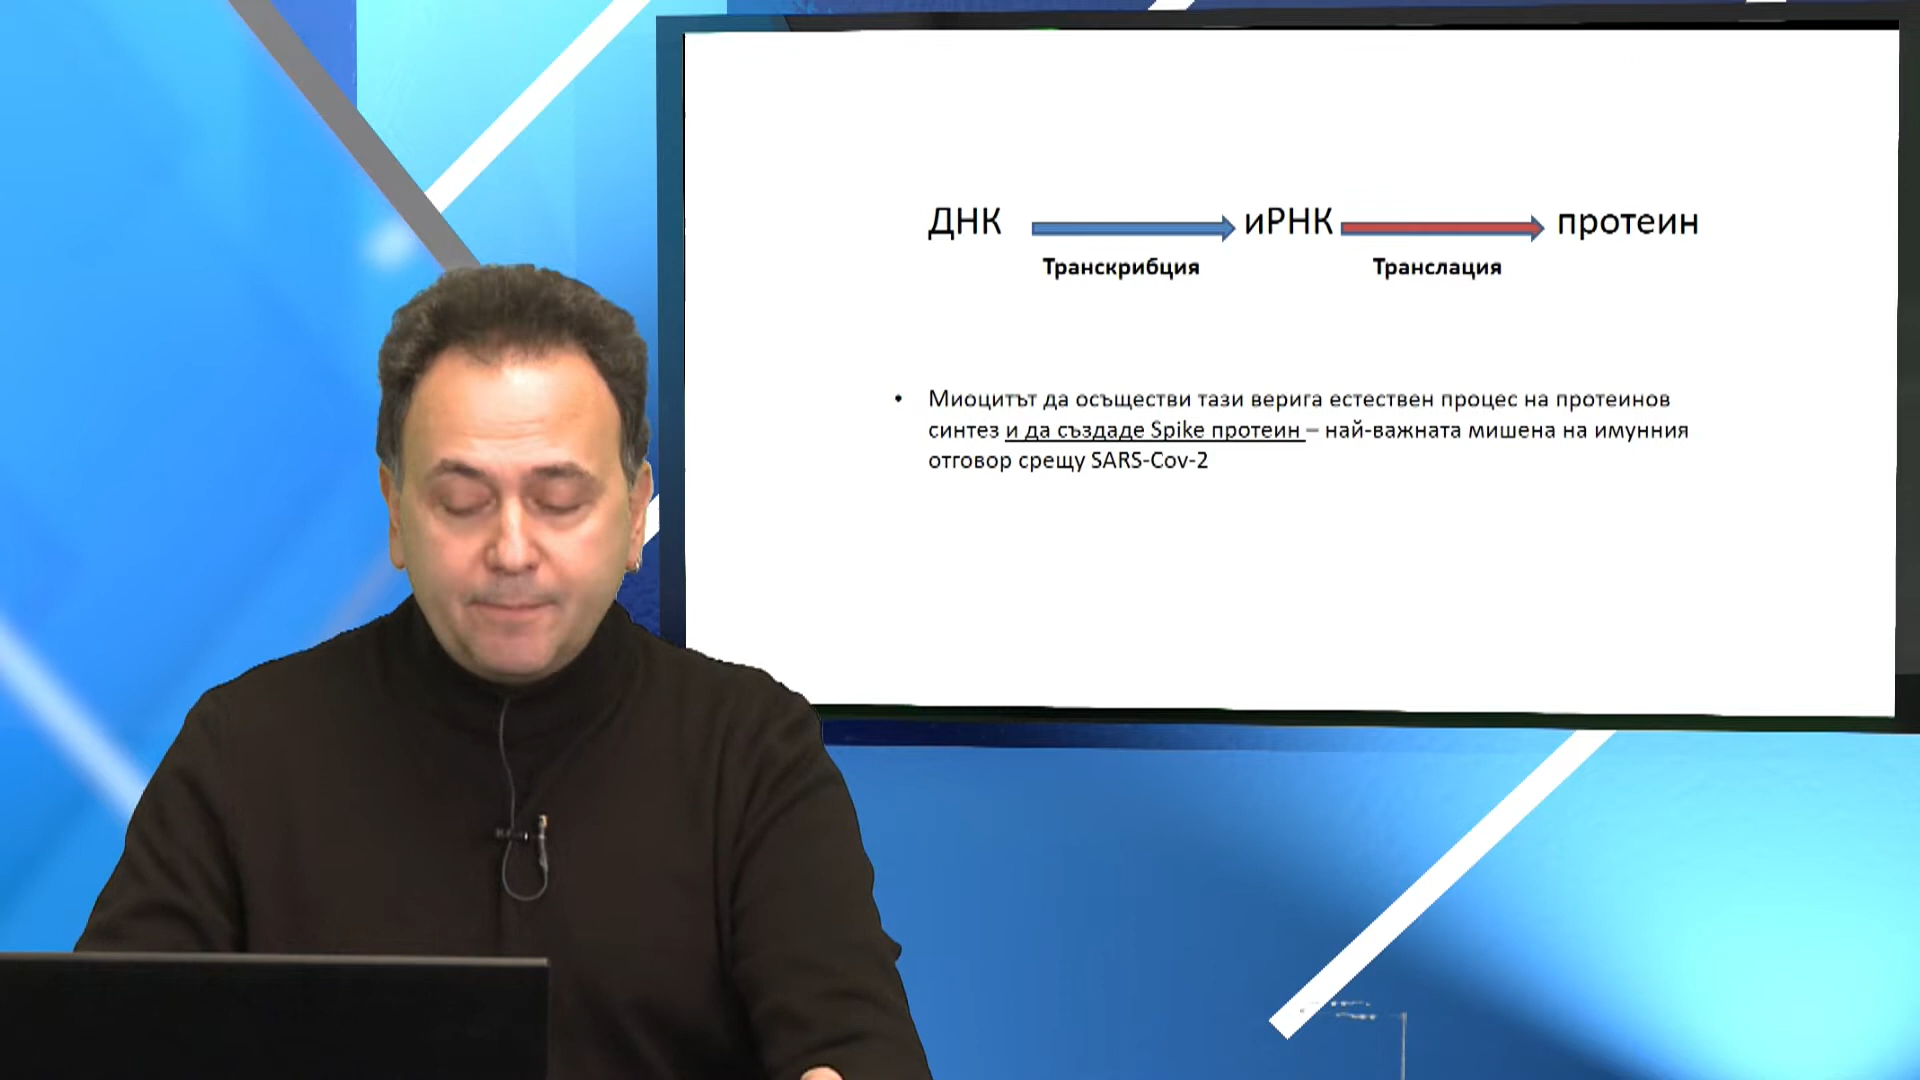 ДНК иРНК протеин
Транскрибция Транслация
• Миоцитът да осъществи тази верига естествен процес на протеинов
синтез и да създаде Spike протеин – най-важната мишена на имунния
отговор срещу SARS-Cov-2